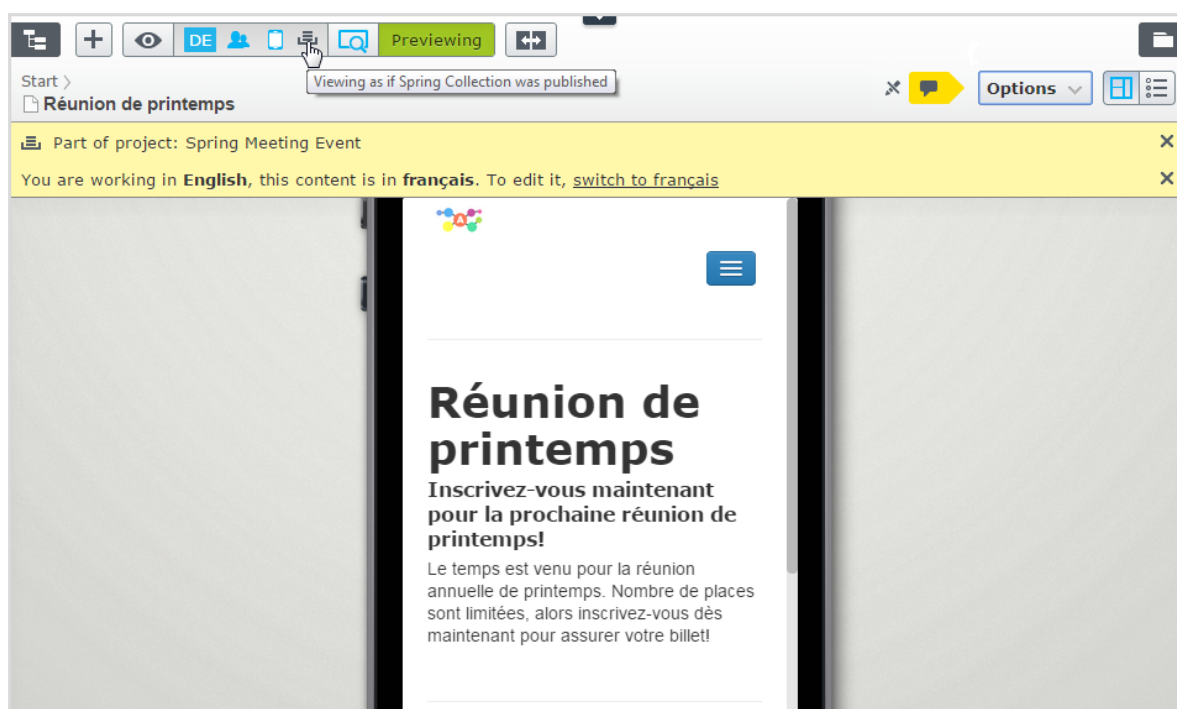 DE
Previewing
Viewing as if Spring Collection was published
Start
Réunion de printemps
Options
Part of project: Spring Meeting Event
You are working in English, this content is in français. To edit it, switch to français
A
Réunion de
printemps
Inscrivez-vous maintenant
pour la prochaine réunion de
printemps!
Le temps est venu pour la réunion
annuelle de printemps. Nombre de places
sont limitées, alors inscrivez-vous dès
maintenant pour assurer votre billet!